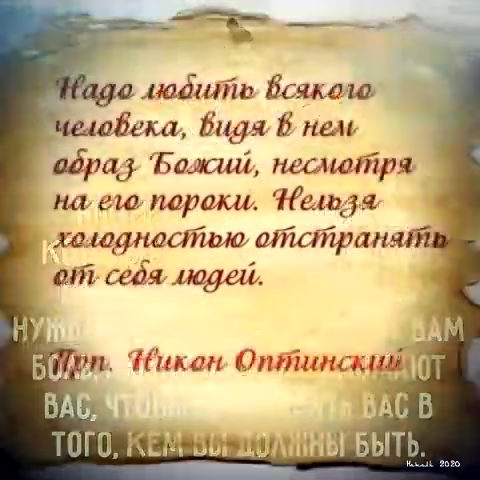 Надо любить всякого
человека, видя в нем
образ Божий, несмотря
на его пороки. Нельзя
холодностью отстранять
от себя людей.
Прп. Никон Оптинский
ВАМ
ВАС, ВАС В
ТОГО, КЕМ ВЫ ДОЛЖНЫ БЫТЬ.
2020